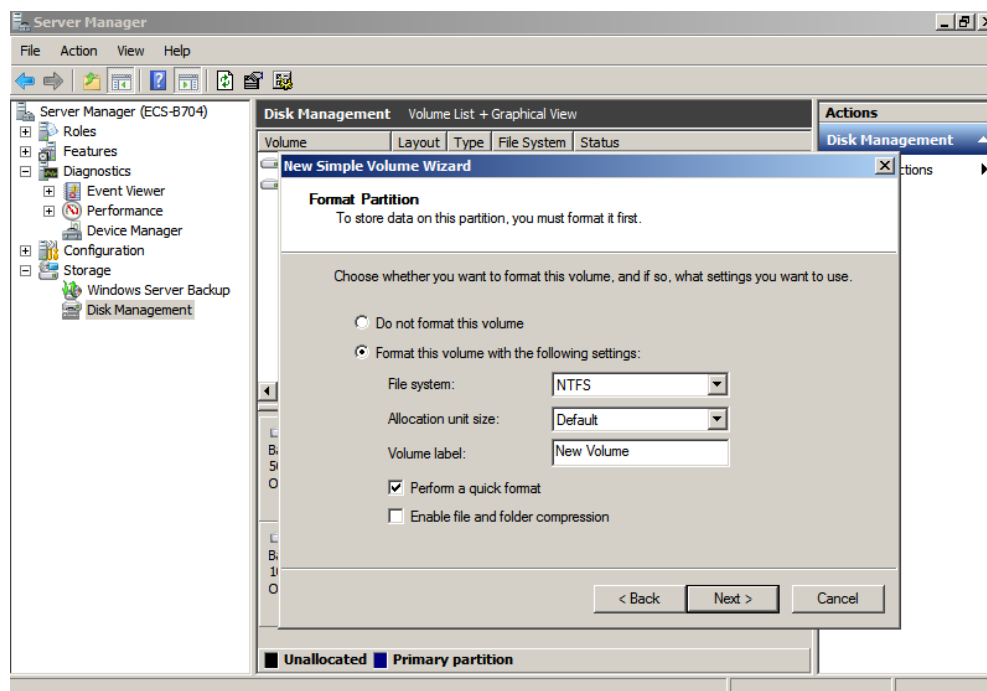 Server Manager
File Action View Help
Server Manager (ECS-B704)
Roles
Features
Diagnostics
Event Viewer
Performance
Device Manager
Configuration
Storage
Windows Server Backup
Disk Management
Disk Management Volume List + Graphical View
Volume Layout Type File System Status
Actions
Disk Management
New Simple Volume Wizard
Format Partition
To store data on this partition, you must format it first.
Choose whether you want to format this volume, and if so, what settings you want to use.
Do not format this volume
Format this volume with the following settings:
File system: NTFS
Allocation unit size: Default
Volume label: New Volume
Perform a quick format
Enable file and folder compression
< Back Next > Cancel
Unallocated Primary partition